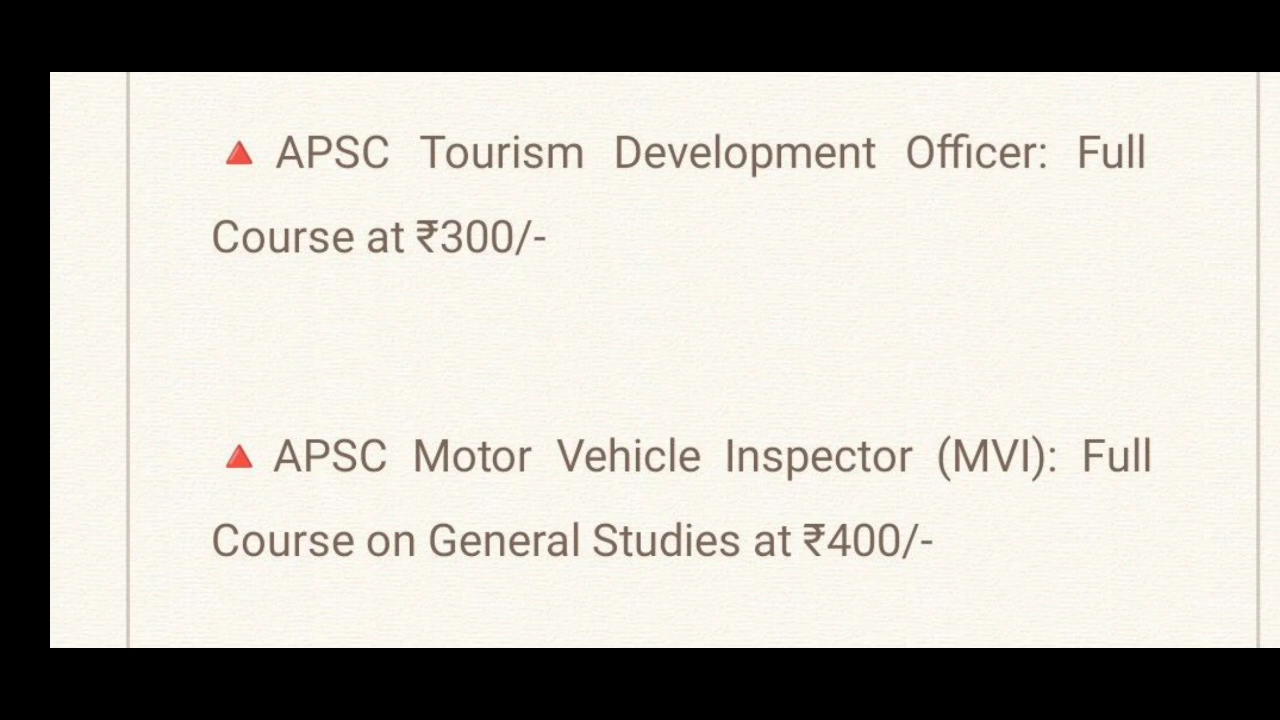 🔺 APSC Tourism Development Officer: Full
Course at ₹300/-
🔺 APSC Motor Vehicle Inspector (MVI): Full
Course on General Studies at ₹400/-